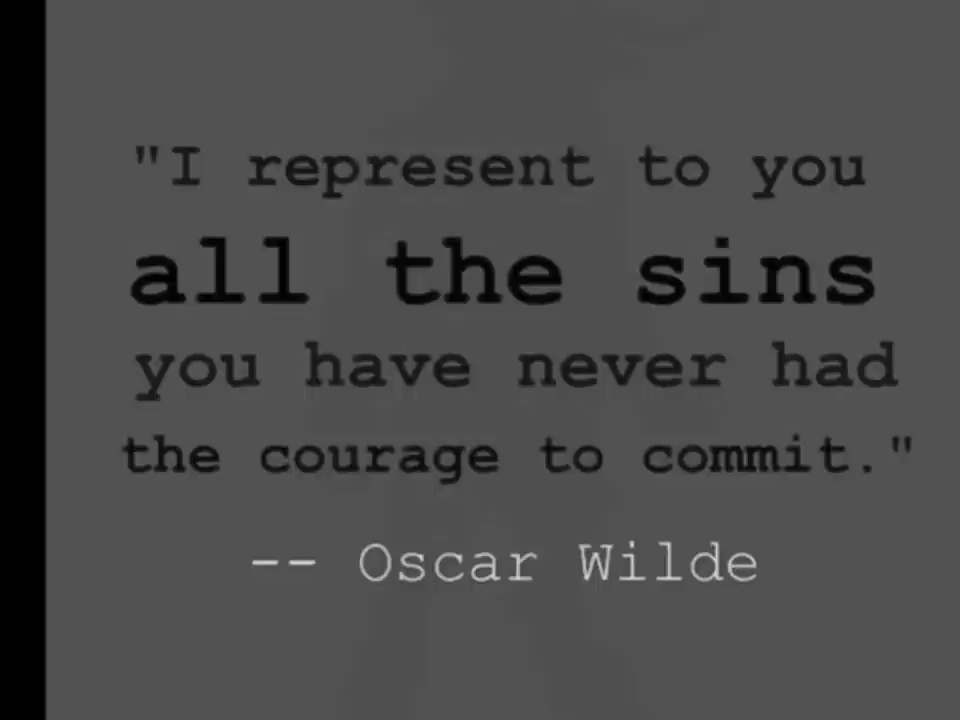 "I represent to you
all the sins
you have never had
the courage to commit."
-- Oscar Wilde